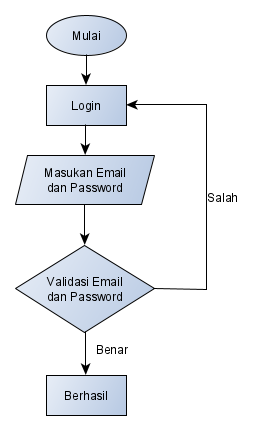 Mulai
Login
Masukan Email
dan Password
Salah
Validasi Email
dan Password
Benar
Berhasil